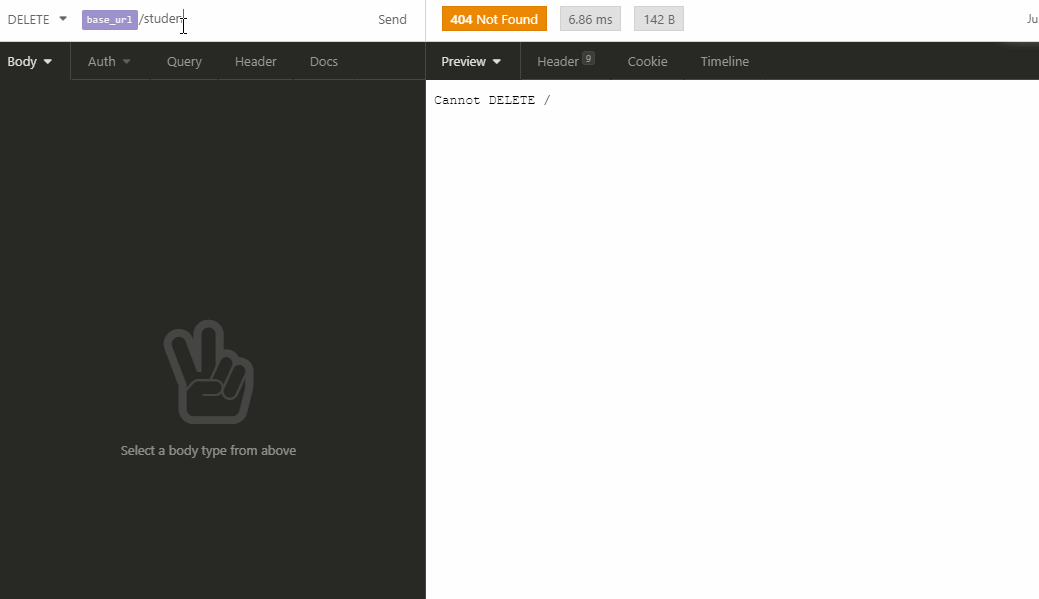 DELETE base_url /studen Send 404 Not Found 6.86 ms 142 B Ju
Body Auth Query Header Docs Preview Header 9 Cookie Timeline
Cannot DELETE /
Select a body type from above